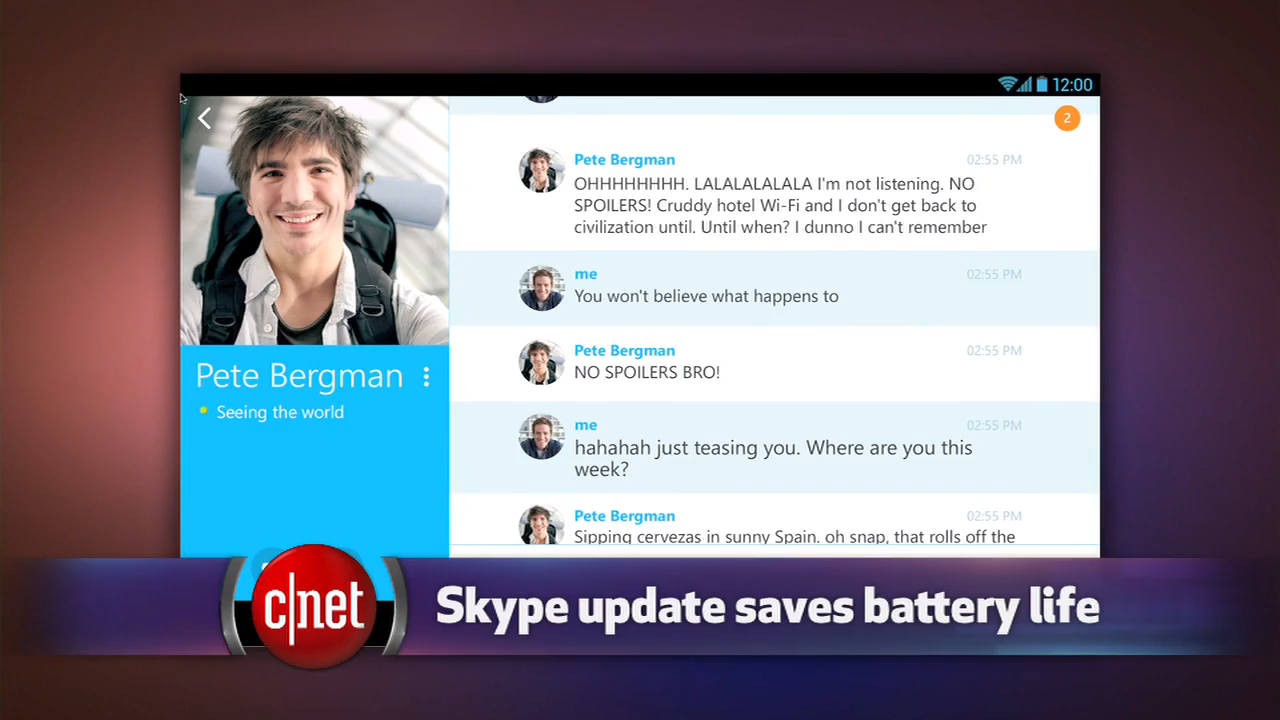 12:00
2
Pete Bergman
02:55 PM
OHHHHHHHH. LALALALALALA I'm not listening. NO
SPOILERS! Cruddy hotel Wi-Fi and I don't get back to
civilization until. Until when? I dunno I can't remember
me
02:55 PM
You won't believe what happens to
Pete Bergman
02:55 PM
NO SPOILERS BRO!
me
02:55 PM
hahahah just teasing you. Where are you this
week?
Pete Bergman
02:55 PM
Sipping cervezas in sunny Spain. oh snap, that rolls off the
Pete Bergman
Seeing the world
c|net
Skype update saves battery life